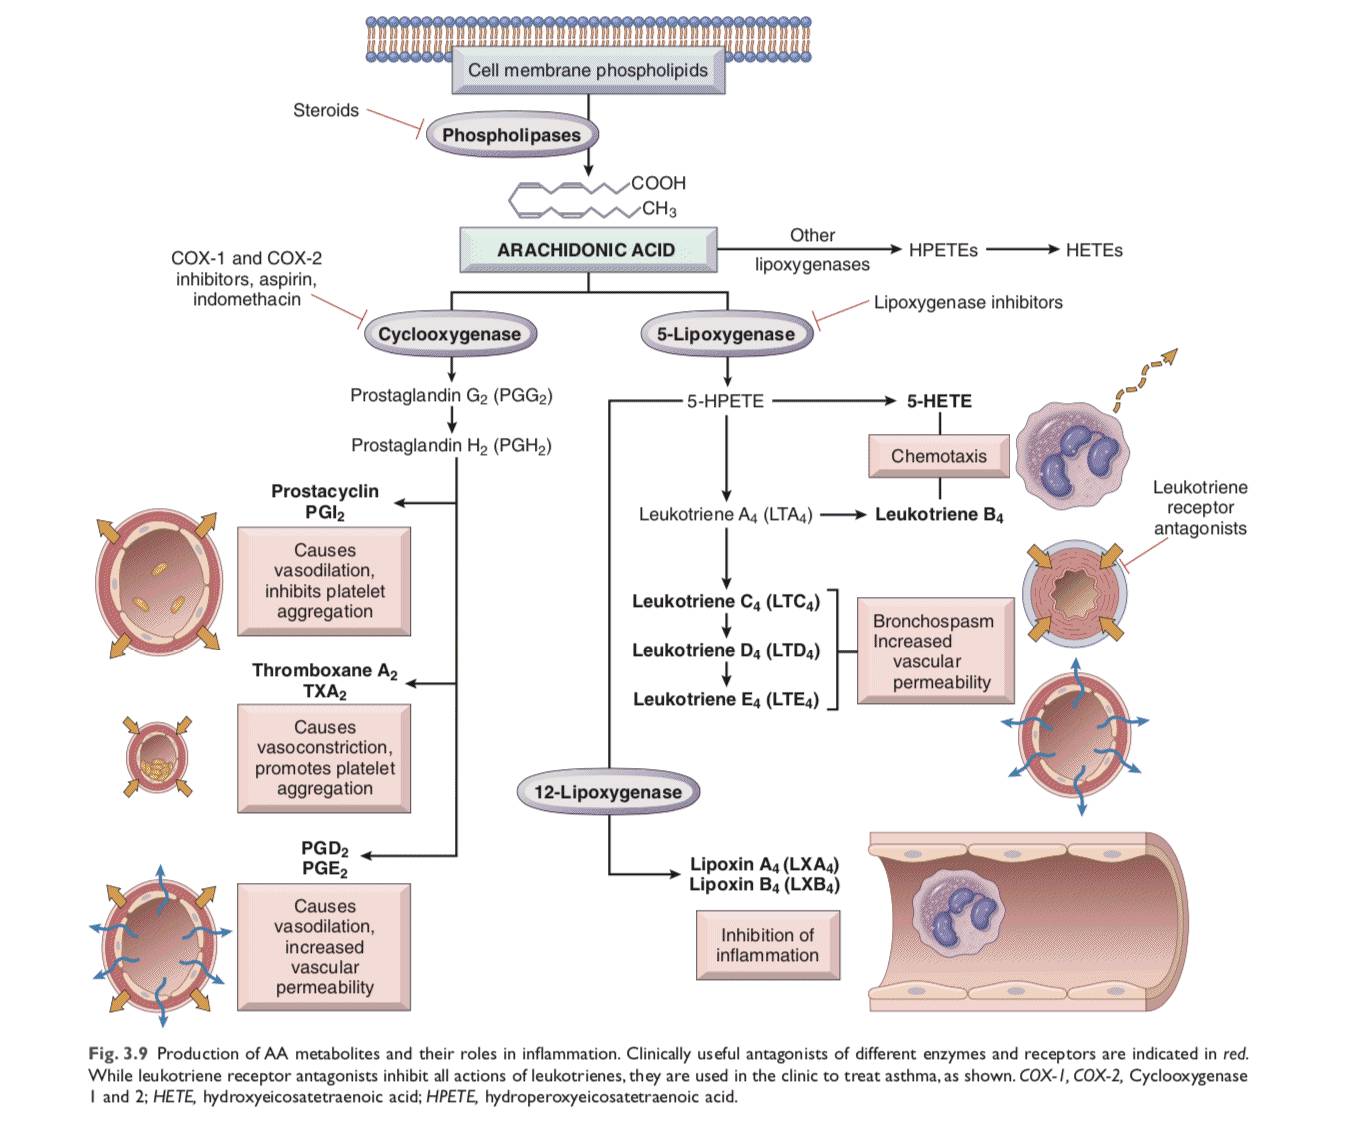 Cell membrane phospholipids
Steroids
Phospholipases
COOH
CH3
ARACHIDONIC ACID
Other
lipoxygenases
HPETEs
HETEs
COX-1 and COX-2
inhibitors, aspirin,
indomethacin
Lipoxygenase inhibitors
Cyclooxygenase
5-Lipoxygenase
Prostaglandin G2 (PGG2)
5-HPETE
5-HETE
Prostaglandin H2 (PGH2)
Chemotaxis
Leukotriene
receptor
antagonists
Prostacyclin
PGI2
Leukotriene A4 (LTA4)
Leukotriene B4
Causes
vasodilation,
inhibits platelet
aggregation
Leukotriene C4 (LTC4)
Leukotriene D4 (LTD4)
Leukotriene E4 (LTE4)
Bronchospasm
Increased
vascular
permeability
Thromboxane A2
TXA2
Causes
vasoconstriction,
promotes platelet
aggregation
12-Lipoxygenase
PGD2
PGE2
Causes
vasodilation,
increased
vascular
permeability
Lipoxin A4 (LXA4)
Lipoxin B4 (LXB4)
Inhibition of
inflammation
Fig. 3.9 Production of AA metabolites and their roles in inflammation. Clinically useful antagonists of different enzymes and receptors are indicated in red.
While leukotriene receptor antagonists inhibit all actions of leukotrienes, they are used in the clinic to treat asthma, as shown. COX-1, COX-2, Cyclooxygenase
1 and 2; HETE, hydroxyeicosatetraenoic acid; HPETE, hydroperoxyeicosatetraenoic acid.